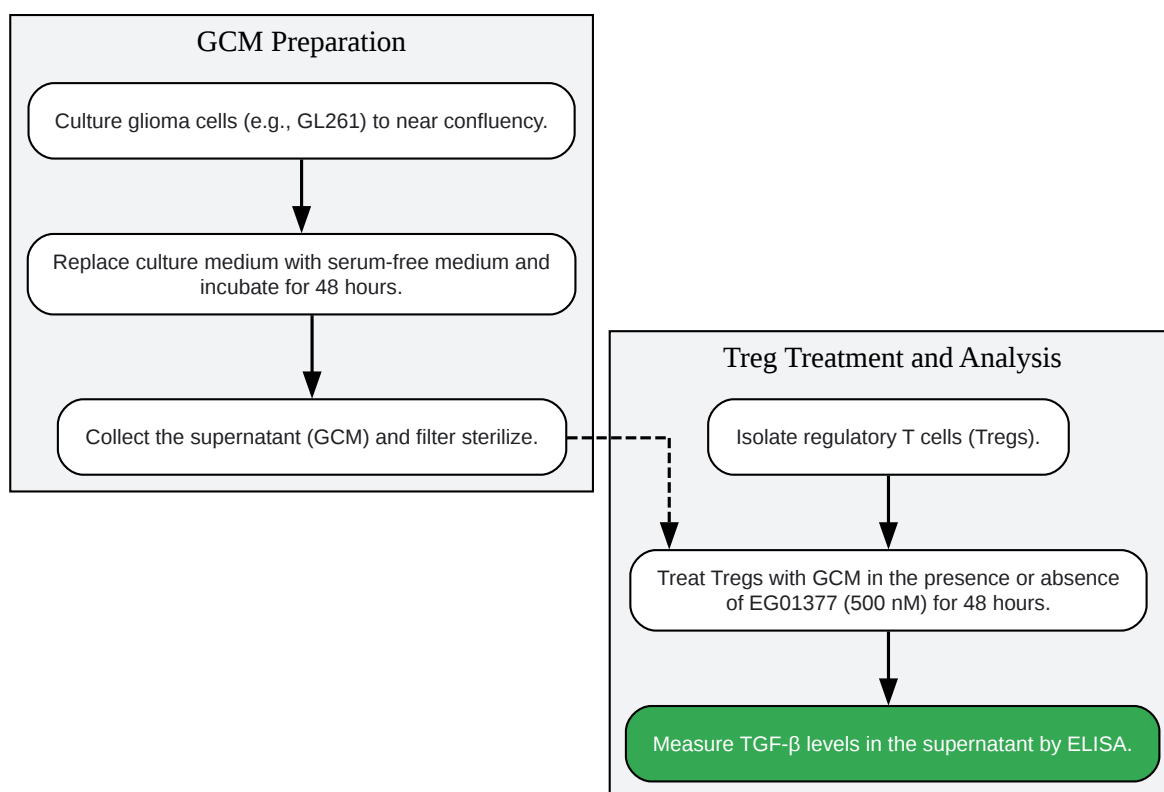 GCM Preparation
Culture glioma cells (e.g., GL261) to near confluency.
Replace culture medium with serum-free medium and
incubate for 48 hours.
Collect the supernatant (GCM) and filter sterilize.
Treg Treatment and Analysis
Isolate regulatory T cells (Tregs).
Treat Tregs with GCM in the presence or absence
of EG01377 (500 nM) for 48 hours.
Measure TGF-β levels in the supernatant by ELISA.